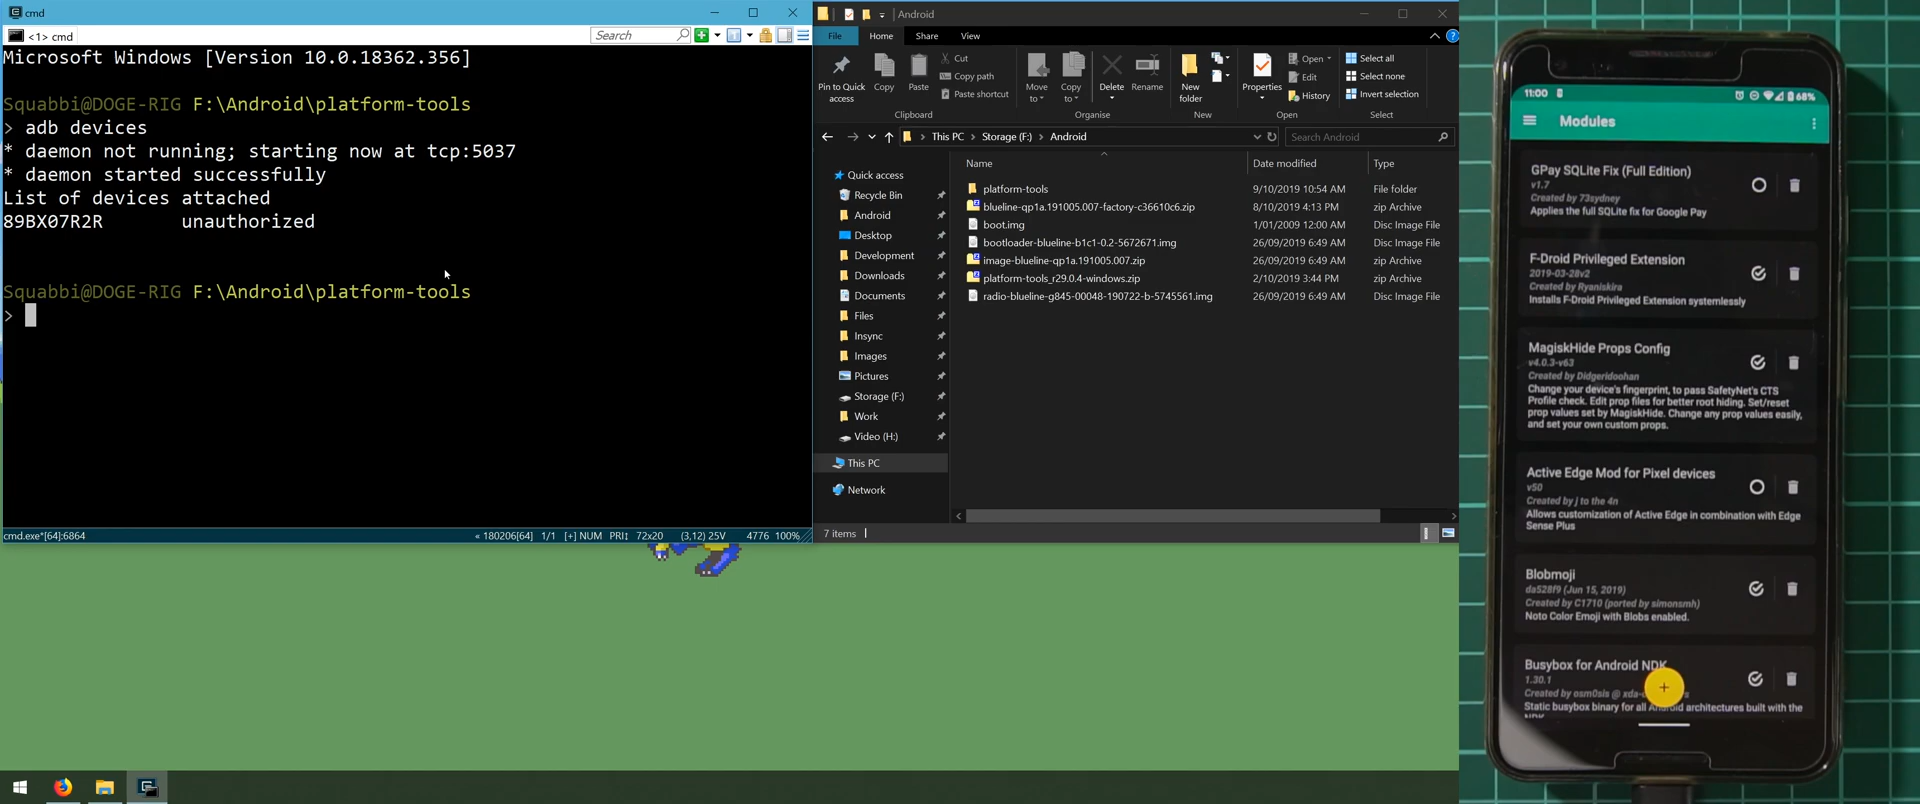 cmd
<1> cmd
Search
Microsoft Windows [Version 10.0.18362.356]
Squabbi@DOGE-RIG F:\Android\platform-tools
> adb devices
* daemon not running; starting now at tcp:5037
* daemon started successfully
List of devices attached
89BX07R2R unauthorized
Squabbi@DOGE-RIG F:\Android\platform-tools
>
cmd.exe*[64]:6864
« 180206[64] 1/1 [+] NUM PRI↕ 72x20 (3,12) 25V 4776 100%
Android
File Home Share View
Pin to Quick access
Copy
Paste
Cut
Copy path
Paste shortcut
Clipboard
Move to
Copy to
Delete
Rename
Organise
New folder
New
Properties
Open
Edit
History
Open
Select all
Select none
Invert selection
Select
This PC > Storage (F:) > Android
Search Android
Quick access
Recycle Bin
Android
Desktop
Development
Downloads
Documents
Files
Insync
Images
Pictures
Storage (F:)
Work
Video (H:)
This PC
Network
Name Date modified Type
platform-tools 9/10/2019 10:54 AM File folder
blueline-qp1a.191005.007-factory-c36610c6.zip 8/10/2019 4:13 PM zip Archive
boot.img 1/01/2009 12:00 AM Disc Image File
bootloader-blueline-b1c1-0.2-5672671.img 26/09/2019 6:49 AM Disc Image File
image-blueline-qp1a.191005.007.zip 26/09/2019 6:49 AM zip Archive
platform-tools_r29.0.4-windows.zip 2/10/2019 3:44 PM zip Archive
radio-blueline-g845-00048-190722-b-5745561.img 26/09/2019 6:49 AM Disc Image File
7 items
11:00
68%
Modules
GPay SQLite Fix (Full Edition)
v1.7
Created by 73sydney
Applies the full SQLite fix for Google Pay
F-Droid Privileged Extension
2019-03-28v2
Created by Ryaniskira
Installs F-Droid Privileged Extension systemlessly
MagiskHide Props Config
v4.0.3-v63
Created by Didgeridoohan
Change your device's fingerprint, to pass SafetyNet's CTS
Profile check. Edit prop files for better root hiding. Set/reset
prop values set by MagiskHide. Change any prop values easily,
and set your own custom props.
Active Edge Mod for Pixel devices
v50
Created by j to the 4n
Allows customization of Active Edge in combination with Edge
Sense Plus
Blobmoji
da528f9 (Jun 15, 2019)
Created by C1710 (ported by simonsmh)
Noto Color Emoji with Blobs enabled.
Busybox for Android NDK
1.30.1
Created by osm0sis @
Static busybox binary for all Android architectures built with the
NDK